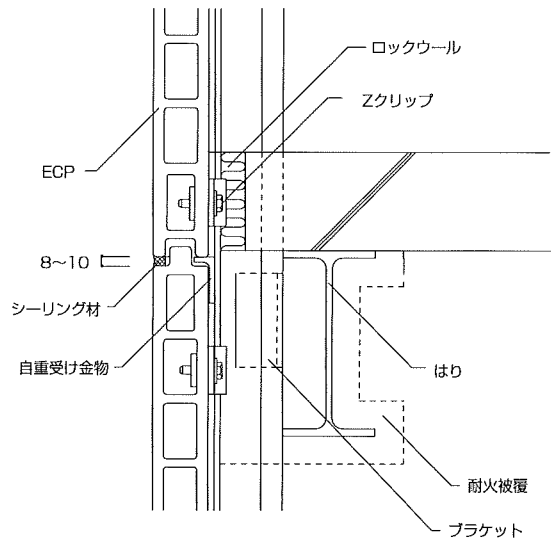 ロックウール
Zクリップ
ECP
8〜10
シーリング材
自重受け金物
はり
耐火被覆
ブラケット